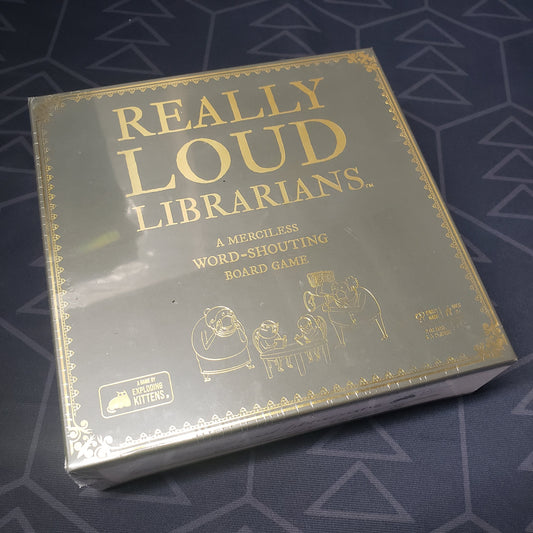 REALLY
LOUD
LIBRARIANS™
A MERCILESS
WORD-SHOUTING
BOARD GAME
A GAME BY
EXPLODING
KITTENS®